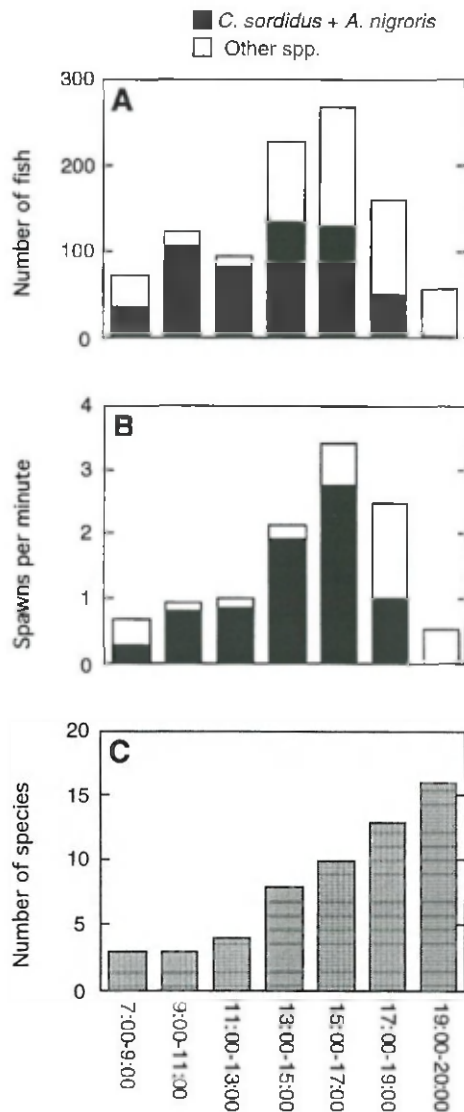 C. sordidus + A. nigroris
Other spp.
A
Number of fish
300
200
100
0
B
Spawns per minute
4
3
2
1
0
C
Number of species
20
15
10
5
0
7:00-9:00
9:00-11:00
11:00-13:00
13:00-15:00
15:00-17:00
17:00-19:00
19:00-20:00